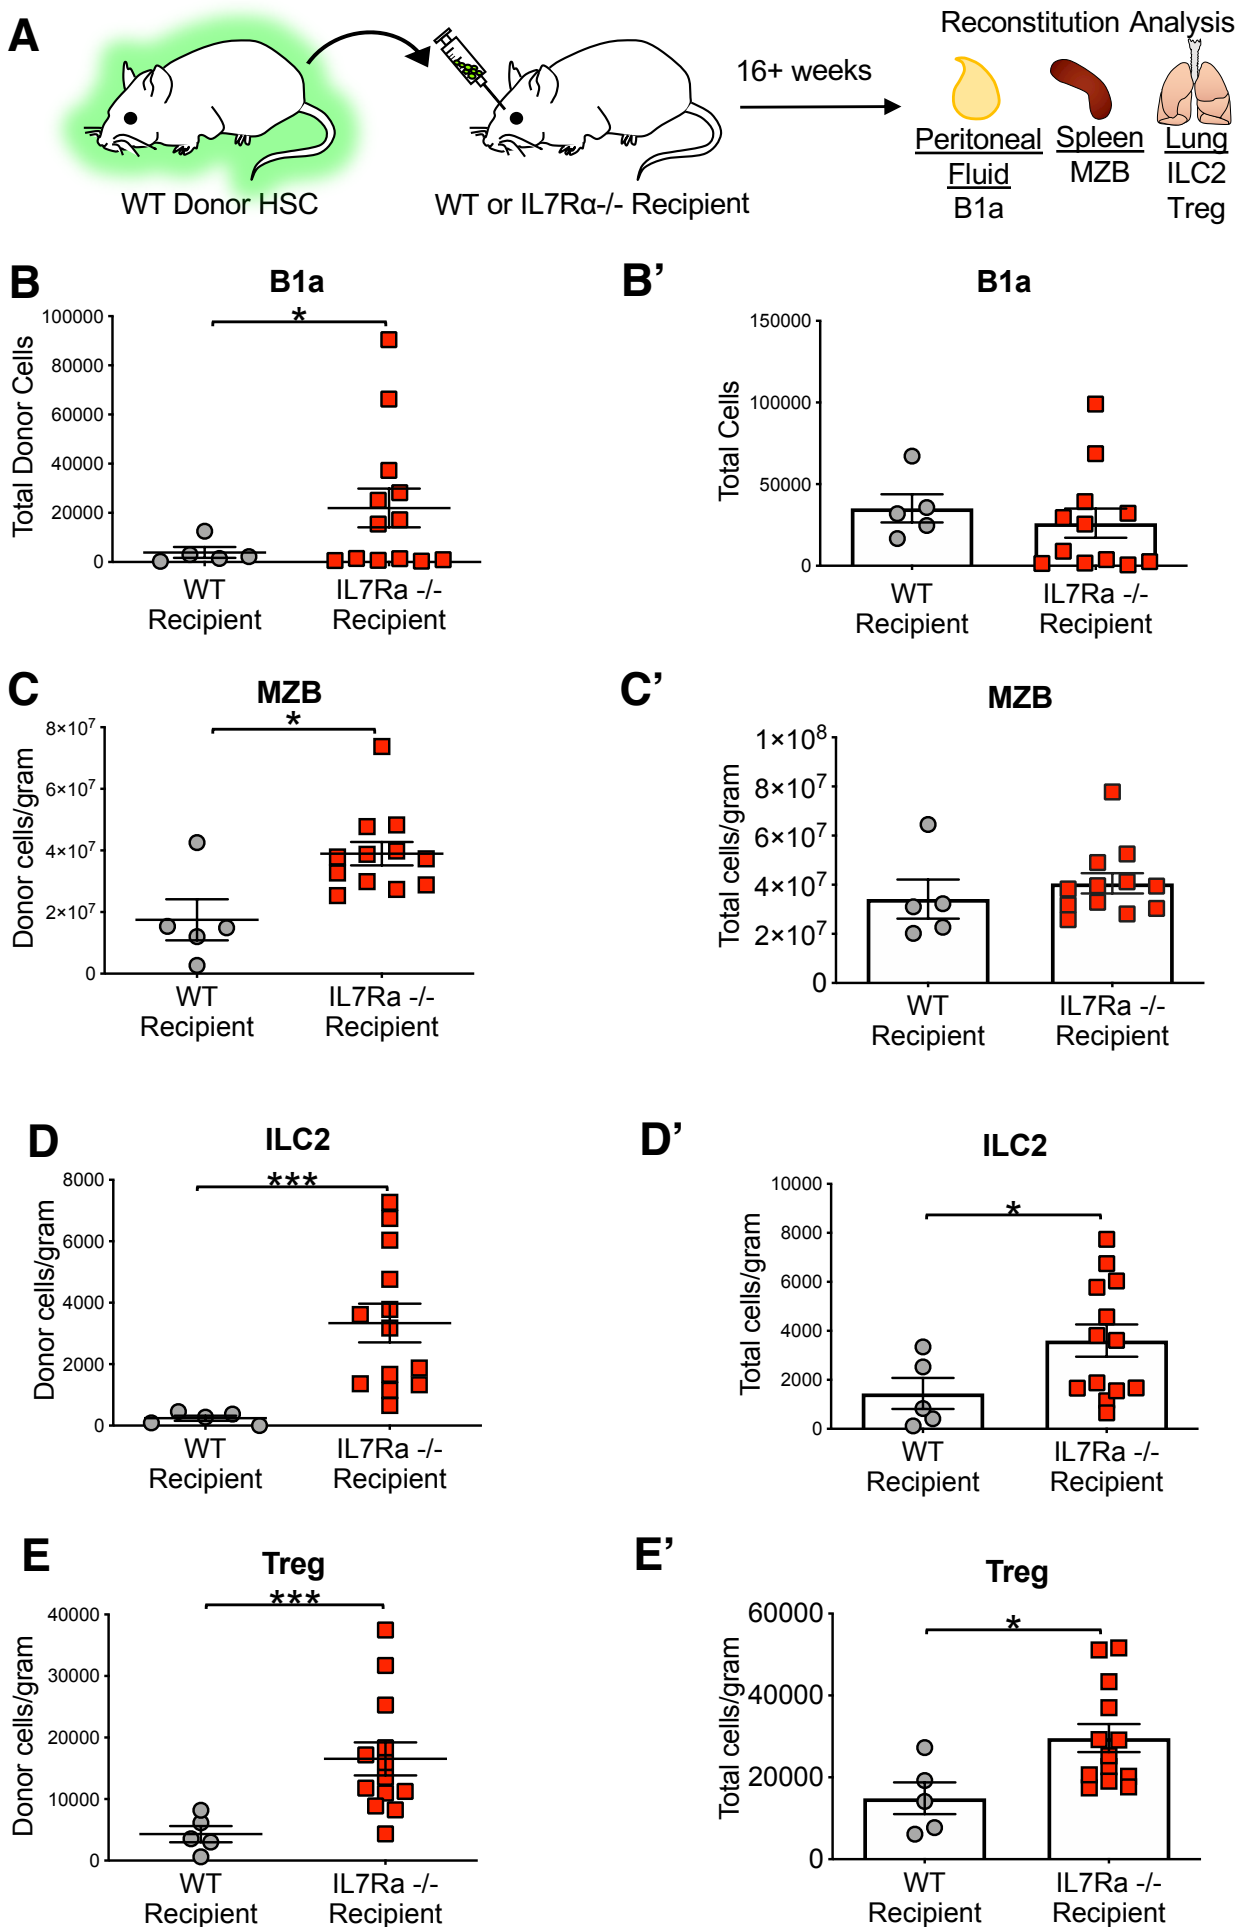 A
Reconstitution Analysis
16+ weeks
WT Donor HSC
WT or IL7Rα-/- Recipient
Peritoneal
Fluid
B1a
Spleen
MZB
Lung
ILC2
Treg
B
B1a
*
Total Donor Cells
100000
80000
60000
40000
20000
0
WT
Recipient
IL7Ra -/-
Recipient
B’
B1a
Total Cells
150000
100000
50000
0
WT
Recipient
IL7Ra -/-
Recipient
C
MZB
*
Donor cells/gram
8×10⁷
6×10⁷
4×10⁷
2×10⁷
0
WT
Recipient
IL7Ra -/-
Recipient
C’
MZB
Total cells/gram
1×10⁸
8×10⁷
6×10⁷
4×10⁷
2×10⁷
0
WT
Recipient
IL7Ra -/-
Recipient
D
ILC2
***
Donor cells/gram
8000
6000
4000
2000
0
WT
Recipient
IL7Ra -/-
Recipient
D’
ILC2
*
Total cells/gram
10000
8000
6000
4000
2000
0
WT
Recipient
IL7Ra -/-
Recipient
E
Treg
***
Donor cells/gram
40000
30000
20000
10000
0
WT
Recipient
IL7Ra -/-
Recipient
E’
Treg
*
Total cells/gram
60000
40000
20000
0
WT
Recipient
IL7Ra -/-
Recipient